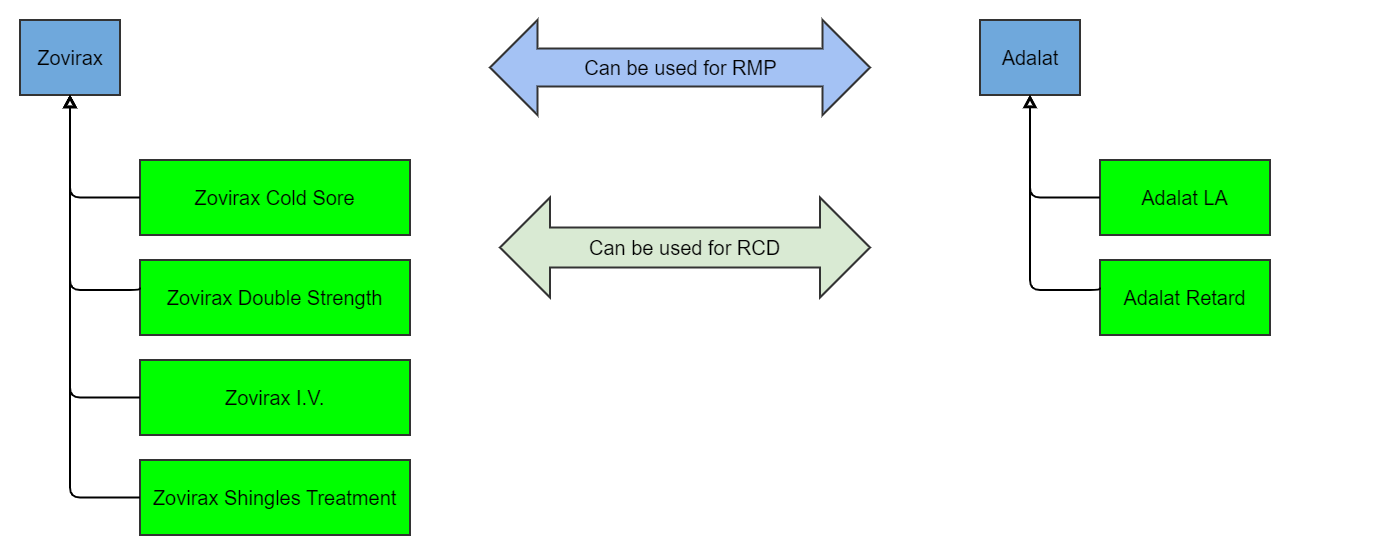 Zovirax
Can be used for RMP
Adalat
Zovirax Cold Sore
Adalat LA
Can be used for RCD
Zovirax Double Strength
Adalat Retard
Zovirax I.V.
Zovirax Shingles Treatment